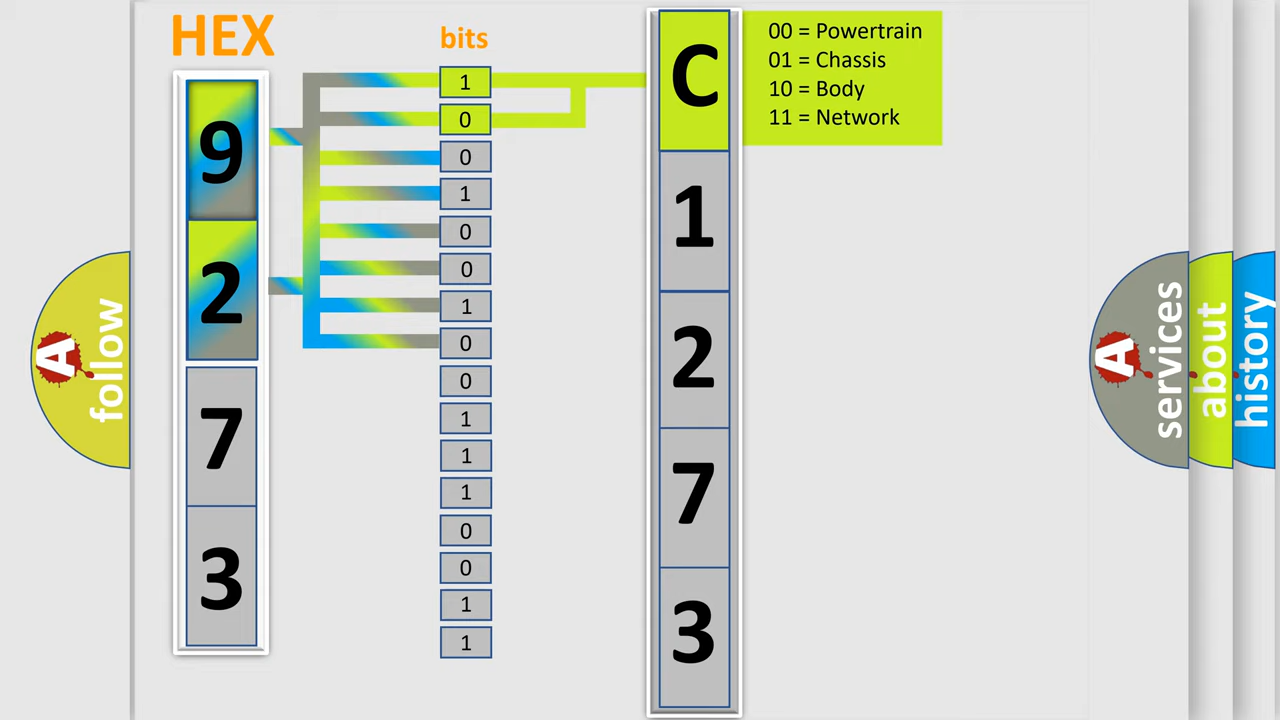 HEX
bits
9
2
7
3
1
0
0
1
0
0
1
0
0
1
1
1
0
0
1
1
C
1
2
7
3
00 = Powertrain
01 = Chassis
10 = Body
11 = Network
A
follow
A
services
about
history